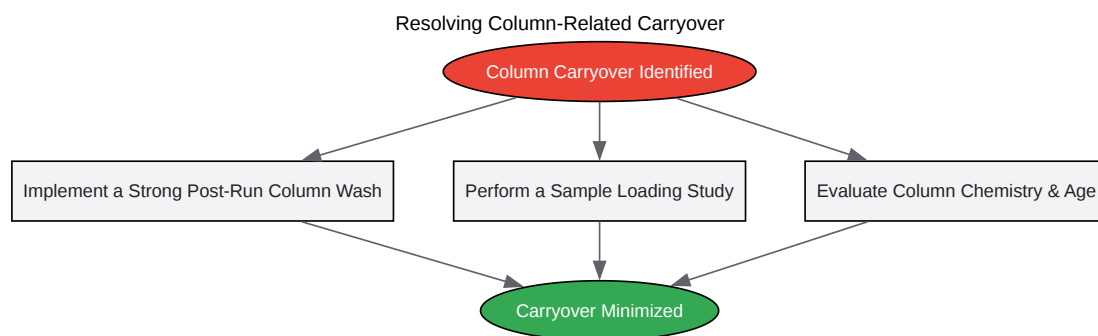 Resolving Column-Related Carryover
Column Carryover Identified
Implement a Strong Post-Run Column Wash
Perform a Sample Loading Study
Evaluate Column Chemistry & Age
Carryover Minimized